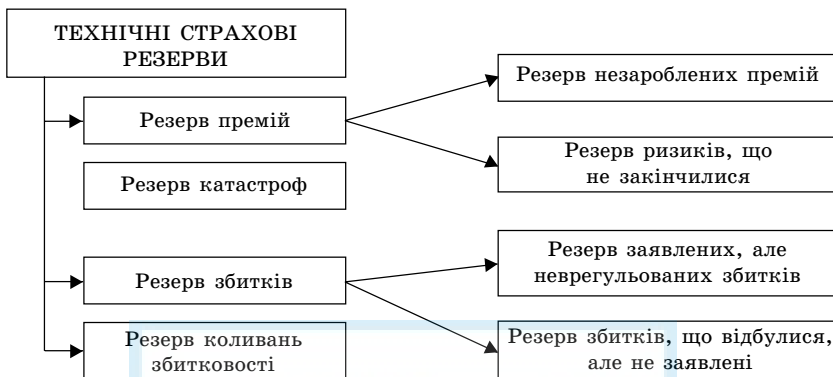 ТЕХНІЧНІ СТРАХОВІ
РЕЗЕРВИ
Резерв премій
Резерв катастроф
Резерв збитків
Резерв коливань
збитковості
Резерв незароблених премій
Резерв ризиків, що
не закінчилися
Резерв заявлених, але
неврегульованих збитків
Резерв збитків, що відбулися,
але не заявлені